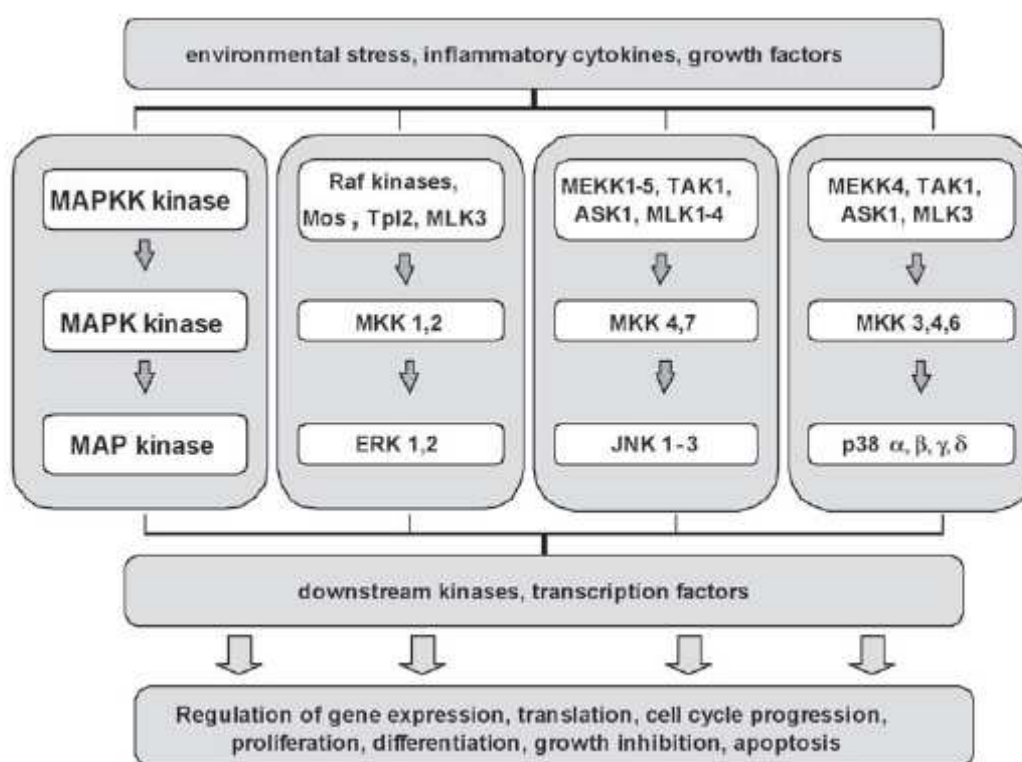 environmental stress, inflammatory cytokines, growth factors
MAPKK kinase
MAPK kinase
MAP kinase
Raf kinases,
Mos , Tpl2, MLK3
MKK 1,2
ERK 1,2
MEKK1-5, TAK1,
ASK1, MLK1-4
MKK 4,7
JNK 1-3
MEKK4, TAK1,
ASK1, MLK3
MKK 3,4,6
p38 α, β, γ, δ
downstream kinases, transcription factors
Regulation of gene expression, translation, cell cycle progression,
proliferation, differentiation, growth inhibition, apoptosis